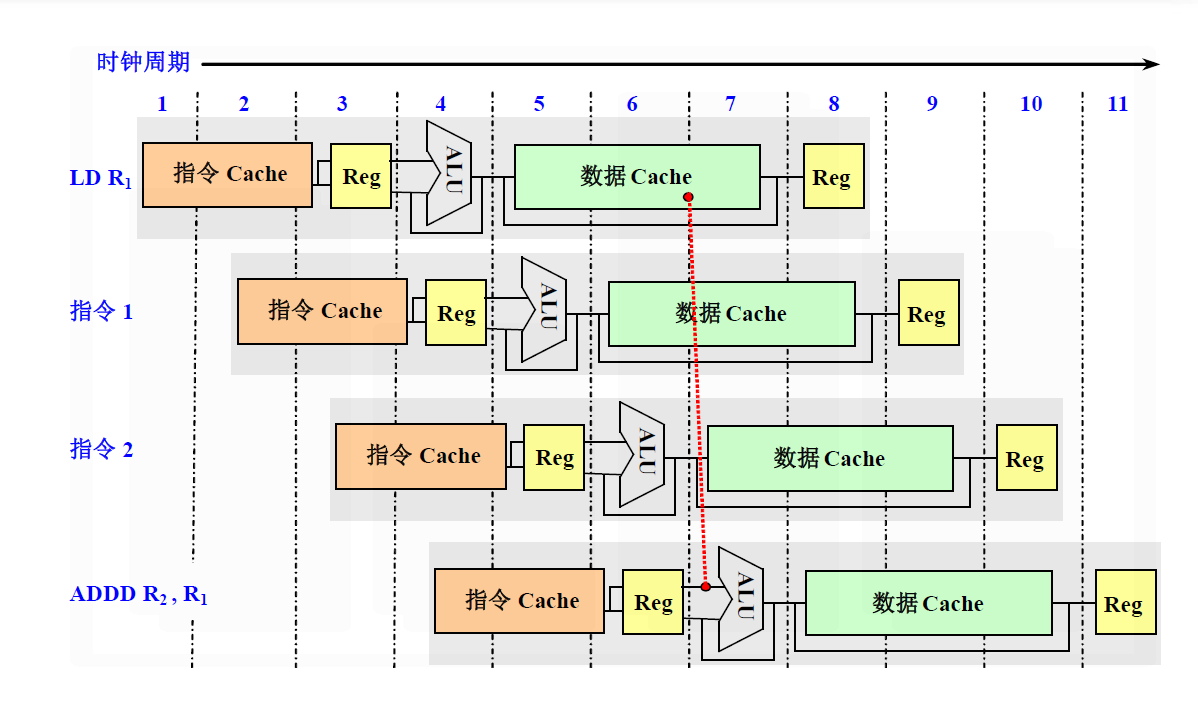 时钟周期
1 2 3 4 5 6 7 8 9 10 11
LD R1 指令 Cache Reg ALU 数据 Cache Reg
指令 1 指令 Cache Reg ALU 数据 Cache Reg
指令 2 指令 Cache Reg ALU 数据 Cache Reg
ADDD R2 , R1 指令 Cache Reg ALU 数据 Cache Reg